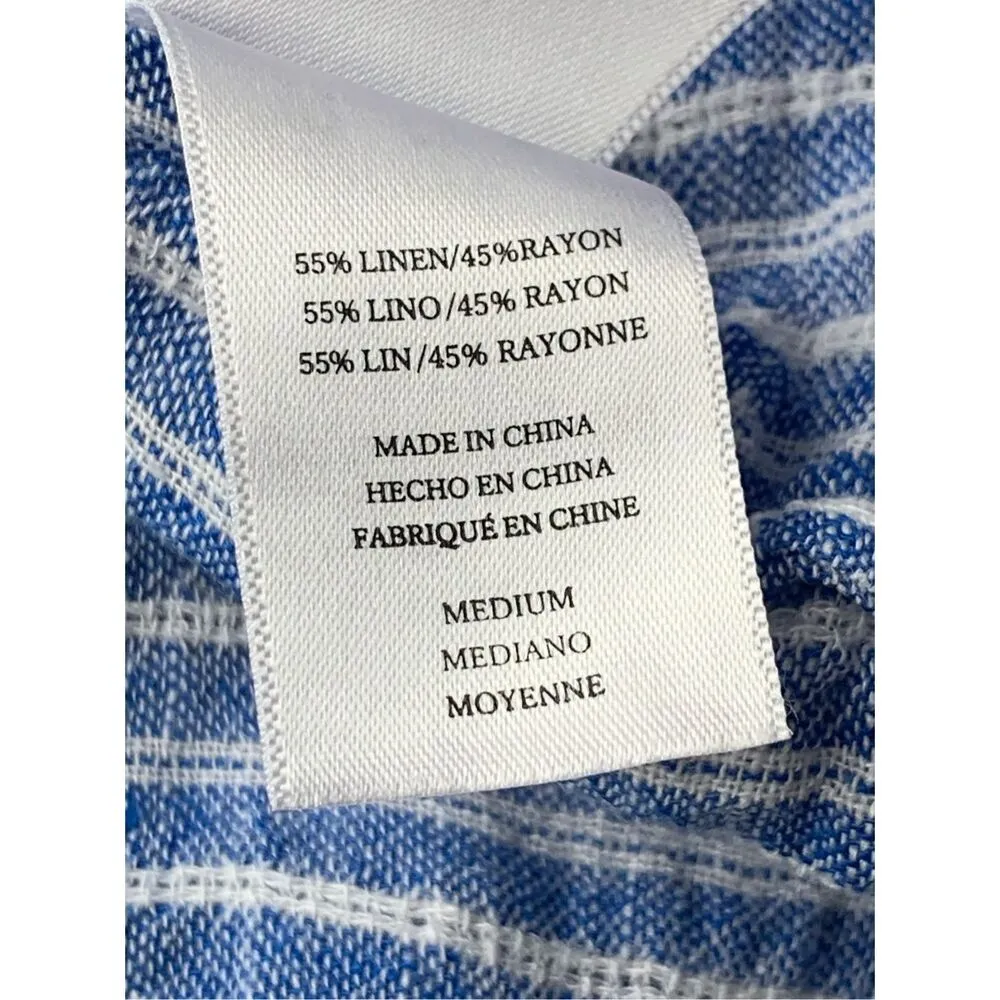 55% LINEN/45%RAYON
55% LINO/45% RAYON
55% LIN/45% RAYONNE
MADE IN CHINA
HECHO EN CHINA
FABRIQUÉ EN CHINE
MEDIUM
MEDIANO
MOYENNE